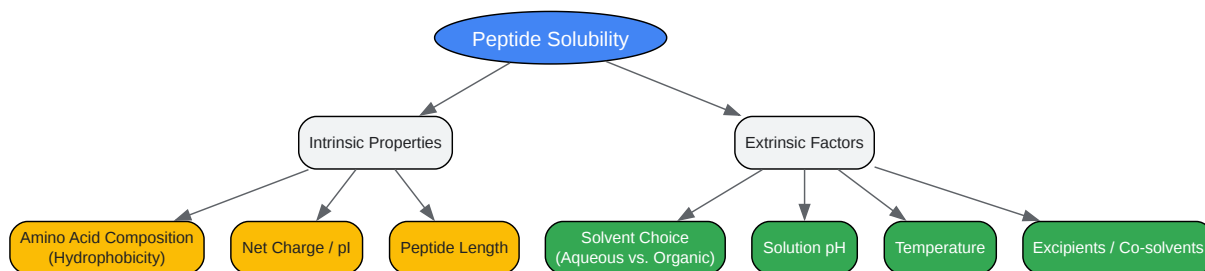 Peptide Solubility
Intrinsic Properties
Extrinsic Factors
Amino Acid Composition
(Hydrophobicity)
Net Charge / pI
Peptide Length
Solvent Choice
(Aqueous vs. Organic)
Solution pH
Temperature
Excipients / Co-solvents